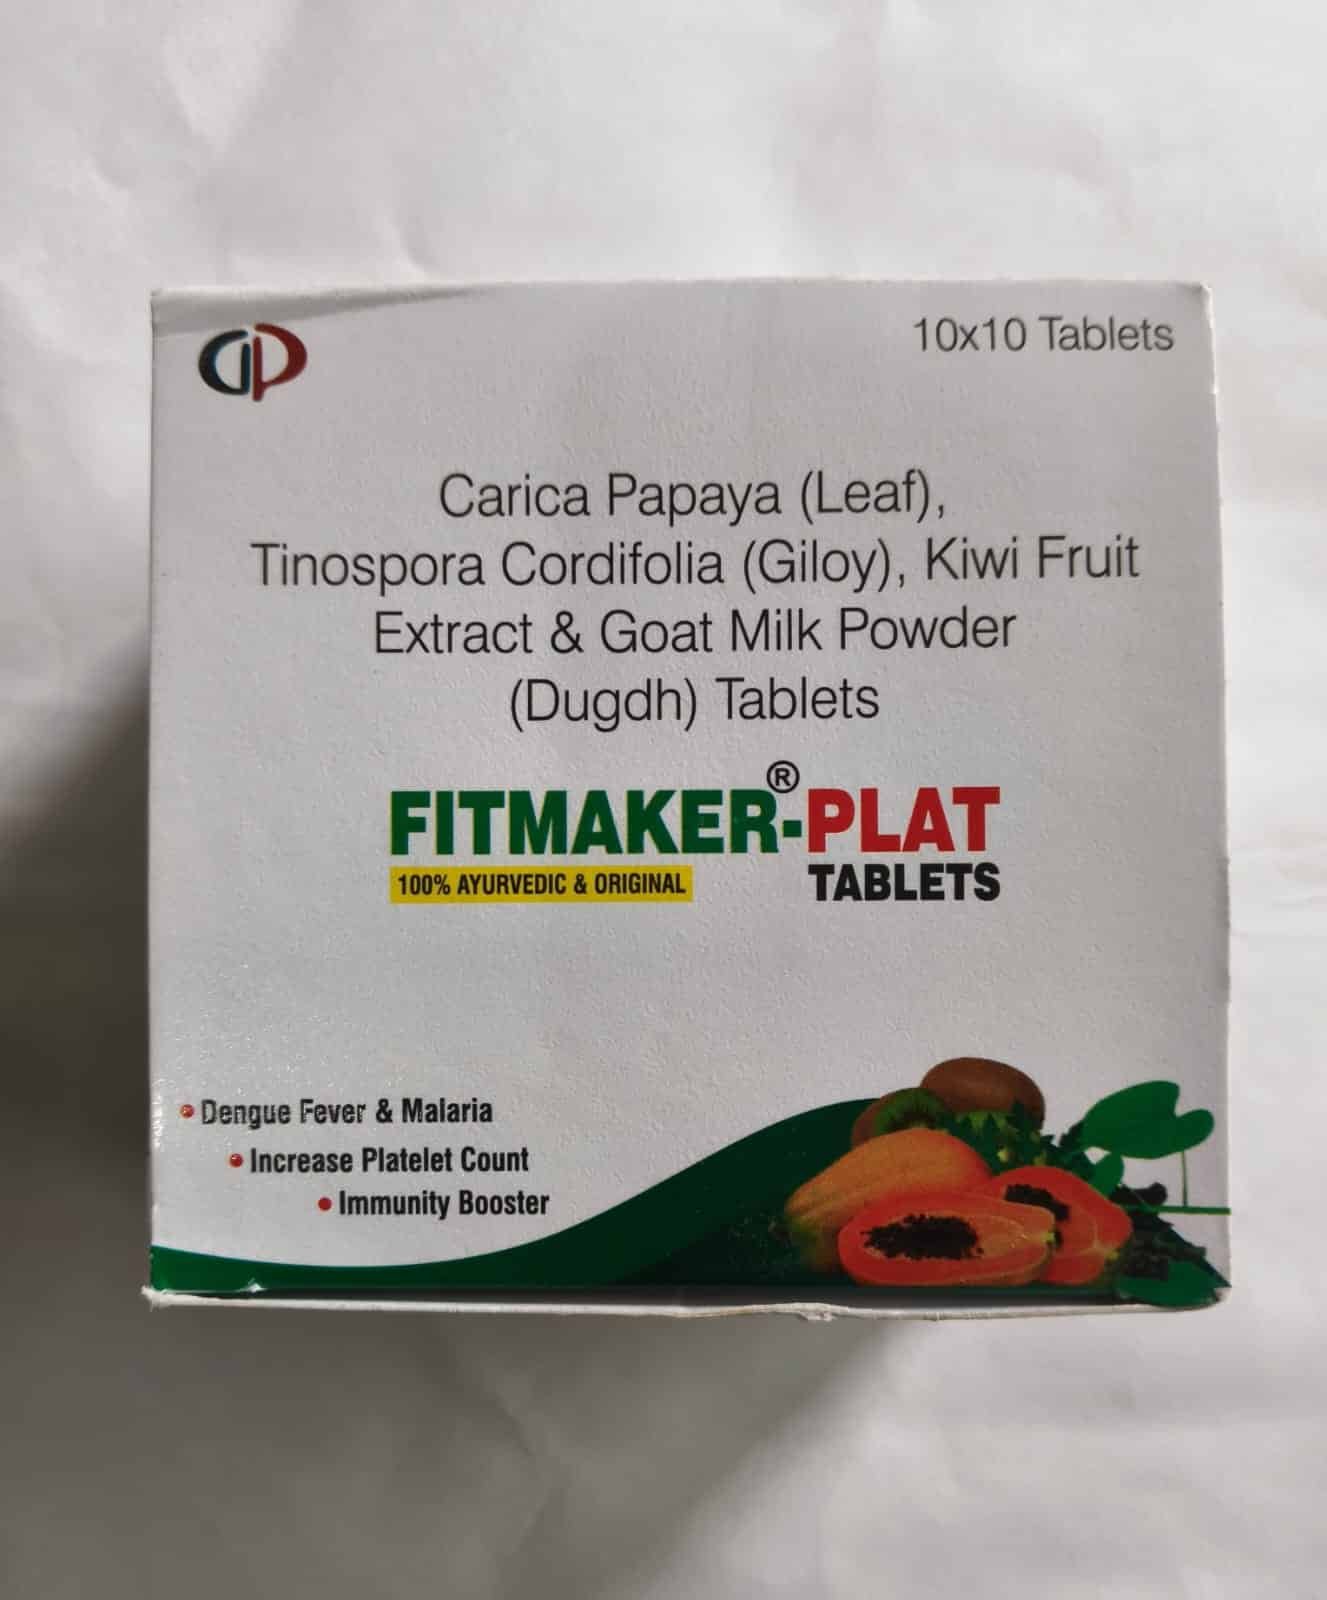 10x10 Tablets
Carica Papaya (Leaf),
Tinospora Cordifolia (Giloy), Kiwi Fruit
Extract & Goat Milk Powder
(Dugdh) Tablets
FITMAKER®-PLAT
100% AYURVEDIC & ORIGINAL
TABLETS
• Dengue Fever & Malaria
• Increase Platelet Count
• Immunity Booster